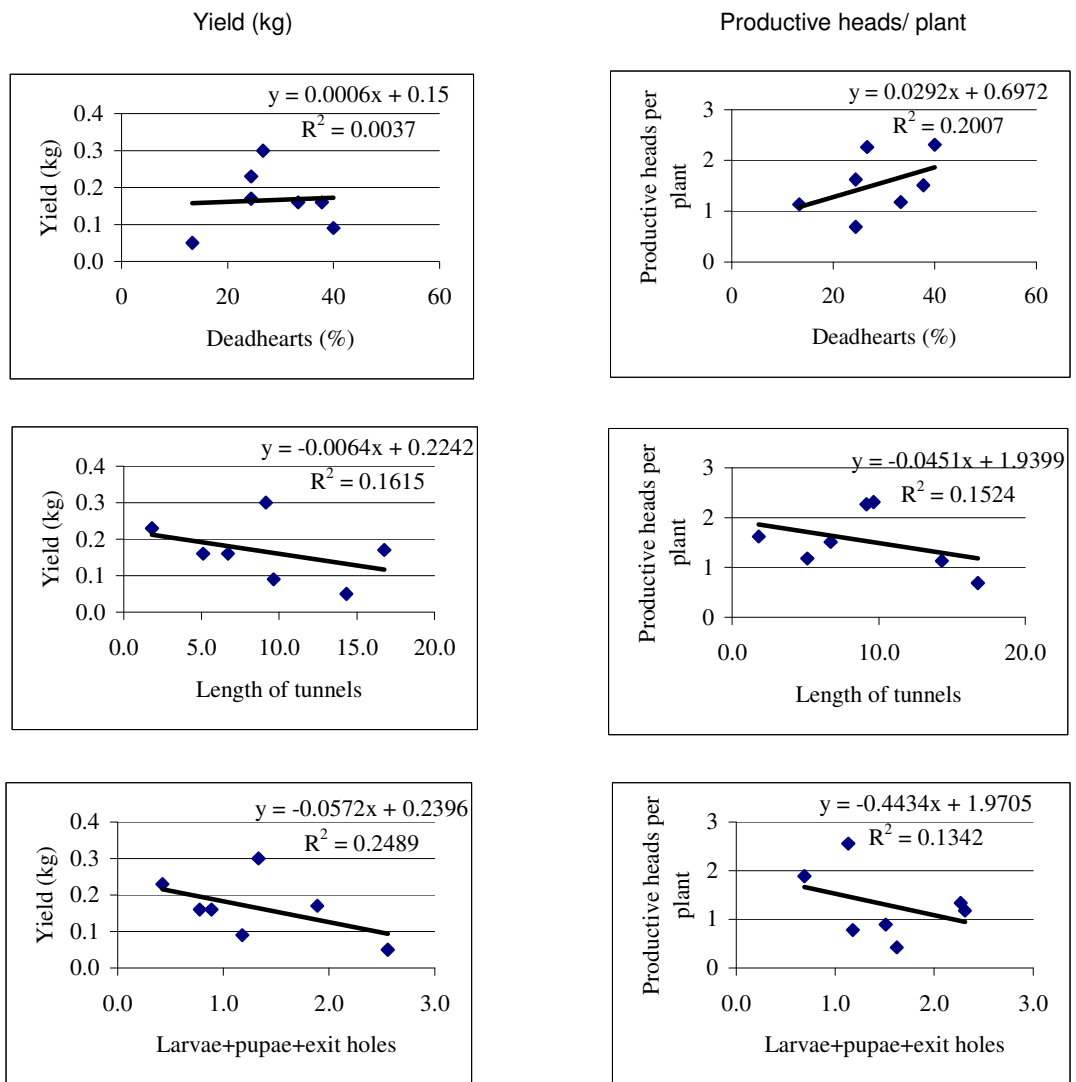 Yield (kg)
Productive heads/ plant
y = 0.0006x + 0.15
R² = 0.0037
0.4
0.3
0.2
0.1
0.0
0 20 40 60
Yield (kg)
Deadhearts (%)
y = 0.0292x + 0.6972
R² = 0.2007
3
2
1
0
0 20 40 60
Productive heads per
plant
Deadhearts (%)
y = -0.0064x + 0.2242
R² = 0.1615
0.4
0.3
0.2
0.1
0.0
0.0 5.0 10.0 15.0 20.0
Yield (kg)
Length of tunnels
y = -0.0451x + 1.9399
R² = 0.1524
3
2
1
0
0.0 10.0 20.0
Productive heads per
plant
Length of tunnels
y = -0.0572x + 0.2396
R² = 0.2489
0.4
0.3
0.2
0.1
0.0
0.0 1.0 2.0 3.0
Yield (kg)
Larvae+pupae+exit holes
y = -0.4434x + 1.9705
R² = 0.1342
3
2
1
0
0.0 1.0 2.0 3.0
Productive heads per
plant
Larvae+pupae+exit holes